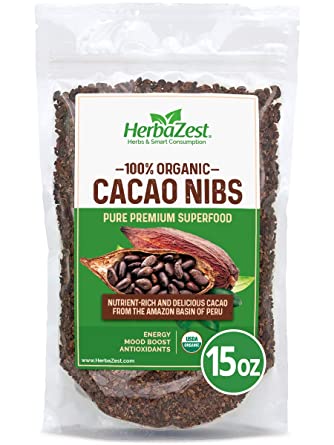 HerbaZest®
Herbs & Smart Consumption
100% ORGANIC
CACAO NIBS
PURE PREMIUM SUPERFOOD
NUTRIENT-RICH AND DELICIOUS CACAO
FROM THE AMAZON BASIN OF PERU
ENERGY
MOOD BOOST
ANTIOXIDANTS
USDA
ORGANIC
www.HerbaZest.com
15OZ